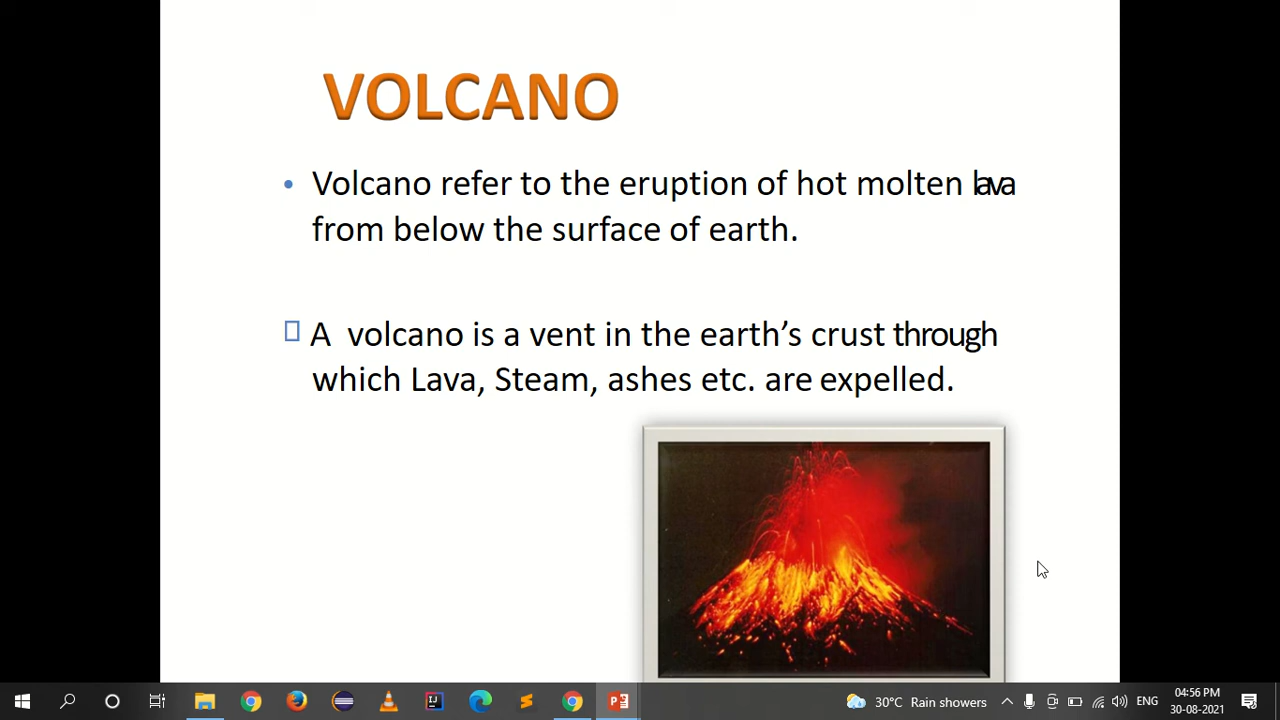 VOLCANO
• Volcano refer to the eruption of hot molten lava
from below the surface of earth.
A volcano is a vent in the earth’s crust through
which Lava, Steam, ashes etc. are expelled.
30°C Rain showers
ENG
04:56 PM
30-08-2021